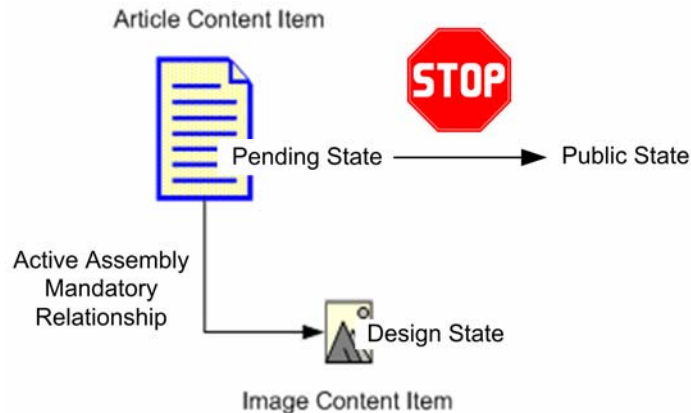 Article Content Item
STOP
Pending State
Public State
Active Assembly
Mandatory
Relationship
Design State
Image Content Item